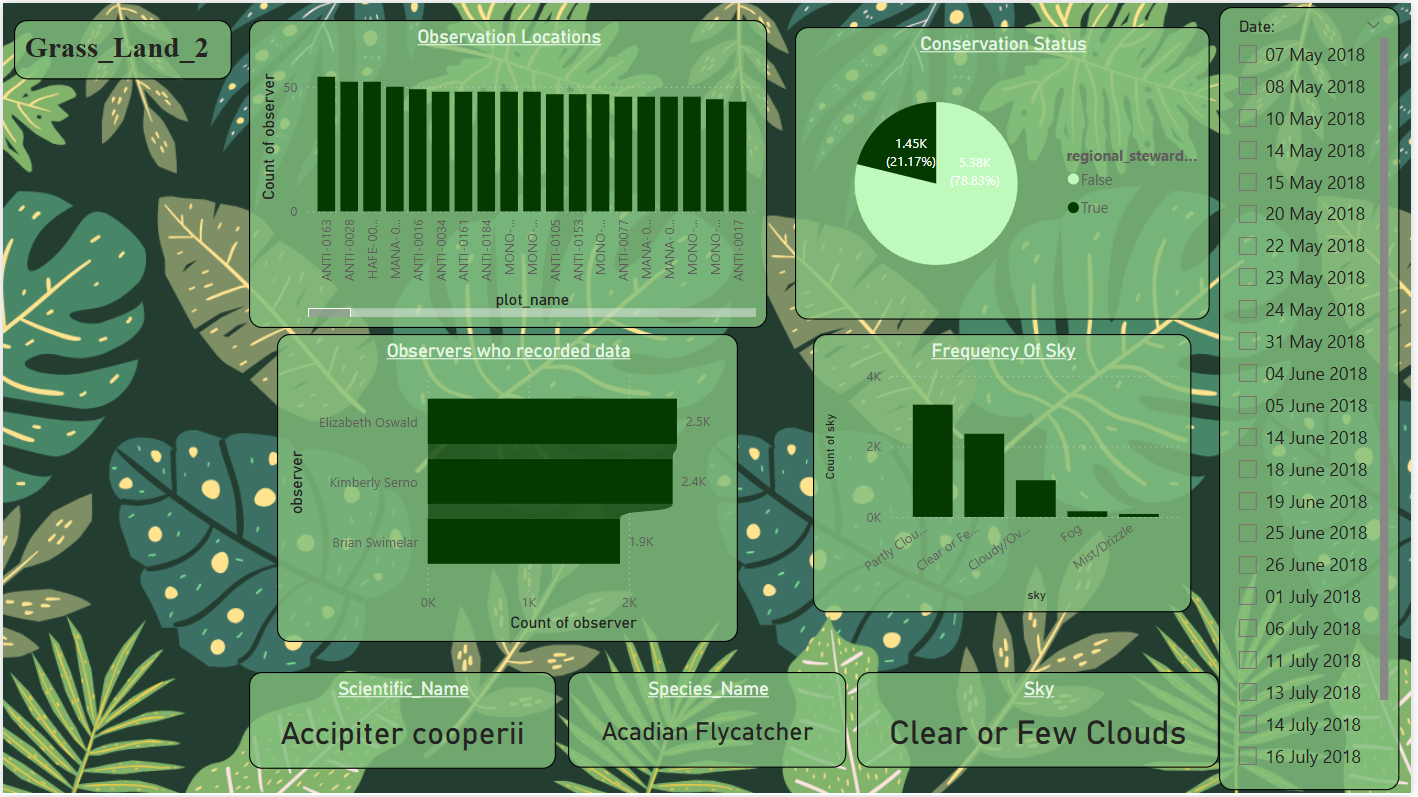 Grass_Land_2
Observation Locations
Count of observer
50
0
ANTI-0163
ANTI-0028
HAFE-00...
MANA-0...
ANTI-0016
ANTI-0034
ANTI-0161
ANTI-0184
MONO-...
MONO-...
ANTI-0105
ANTI-0153
MONO-...
ANTI-0077
MANA-0...
MANA-0...
MONO-...
MONO-...
ANTI-0017
plot_name
Conservation Status
1.45K
(21.17%)
5.38K
(78.83%)
regional_steward...
False
True
Observers who recorded data
observer
Elizabeth Oswald
2.5K
Kimberly Serno
2.4K
Brian Swimelar
1.9K
0K
1K
2K
Count of observer
Frequency Of Sky
Count of sky
4K
2K
0K
Partly Clou...
Clear or Fe...
Cloudy/Ov...
Fog
Mist/Drizzle
sky
Scientific_Name
Accipiter cooperii
Species_Name
Acadian Flycatcher
Sky
Clear or Few Clouds
Date:
07 May 2018
08 May 2018
10 May 2018
14 May 2018
15 May 2018
20 May 2018
22 May 2018
23 May 2018
24 May 2018
31 May 2018
04 June 2018
05 June 2018
14 June 2018
18 June 2018
19 June 2018
25 June 2018
26 June 2018
01 July 2018
06 July 2018
11 July 2018
13 July 2018
14 July 2018
16 July 2018